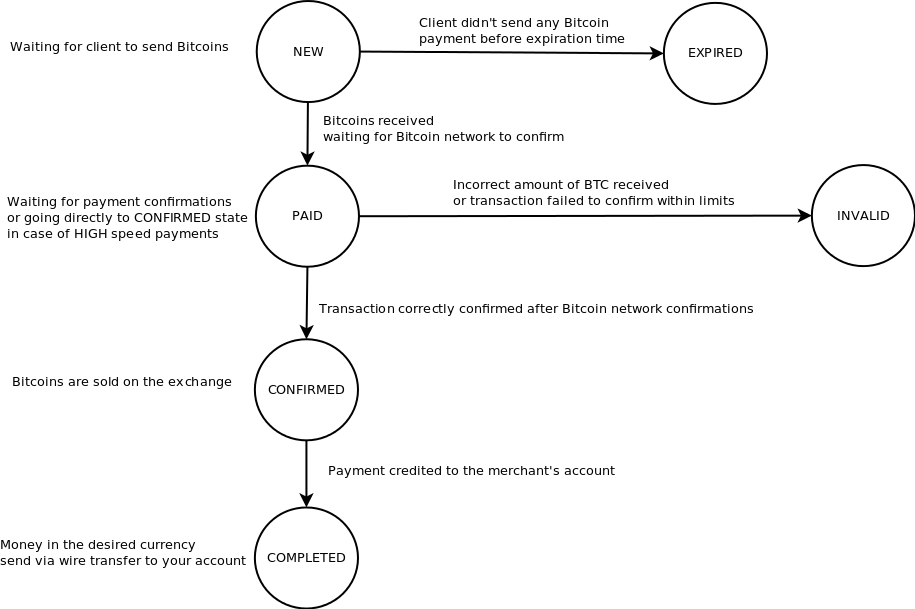 Client didn't send any Bitcoin
payment before expiration time
Waiting for client to send Bitcoins
NEW
EXPIRED
Bitcoins received
waiting for Bitcoin network to confirm
Incorrect amount of BTC received
or transaction failed to confirm within limits
Waiting for payment confirmations
or going directly to CONFIRMED state
in case of HIGH speed payments
PAID
INVALID
Transaction correctly confirmed after Bitcoin network confirmations
Bitcoins are sold on the exchange
CONFIRMED
Payment credited to the merchant's account
Money in the desired currency
send via wire transfer to your account
COMPLETED